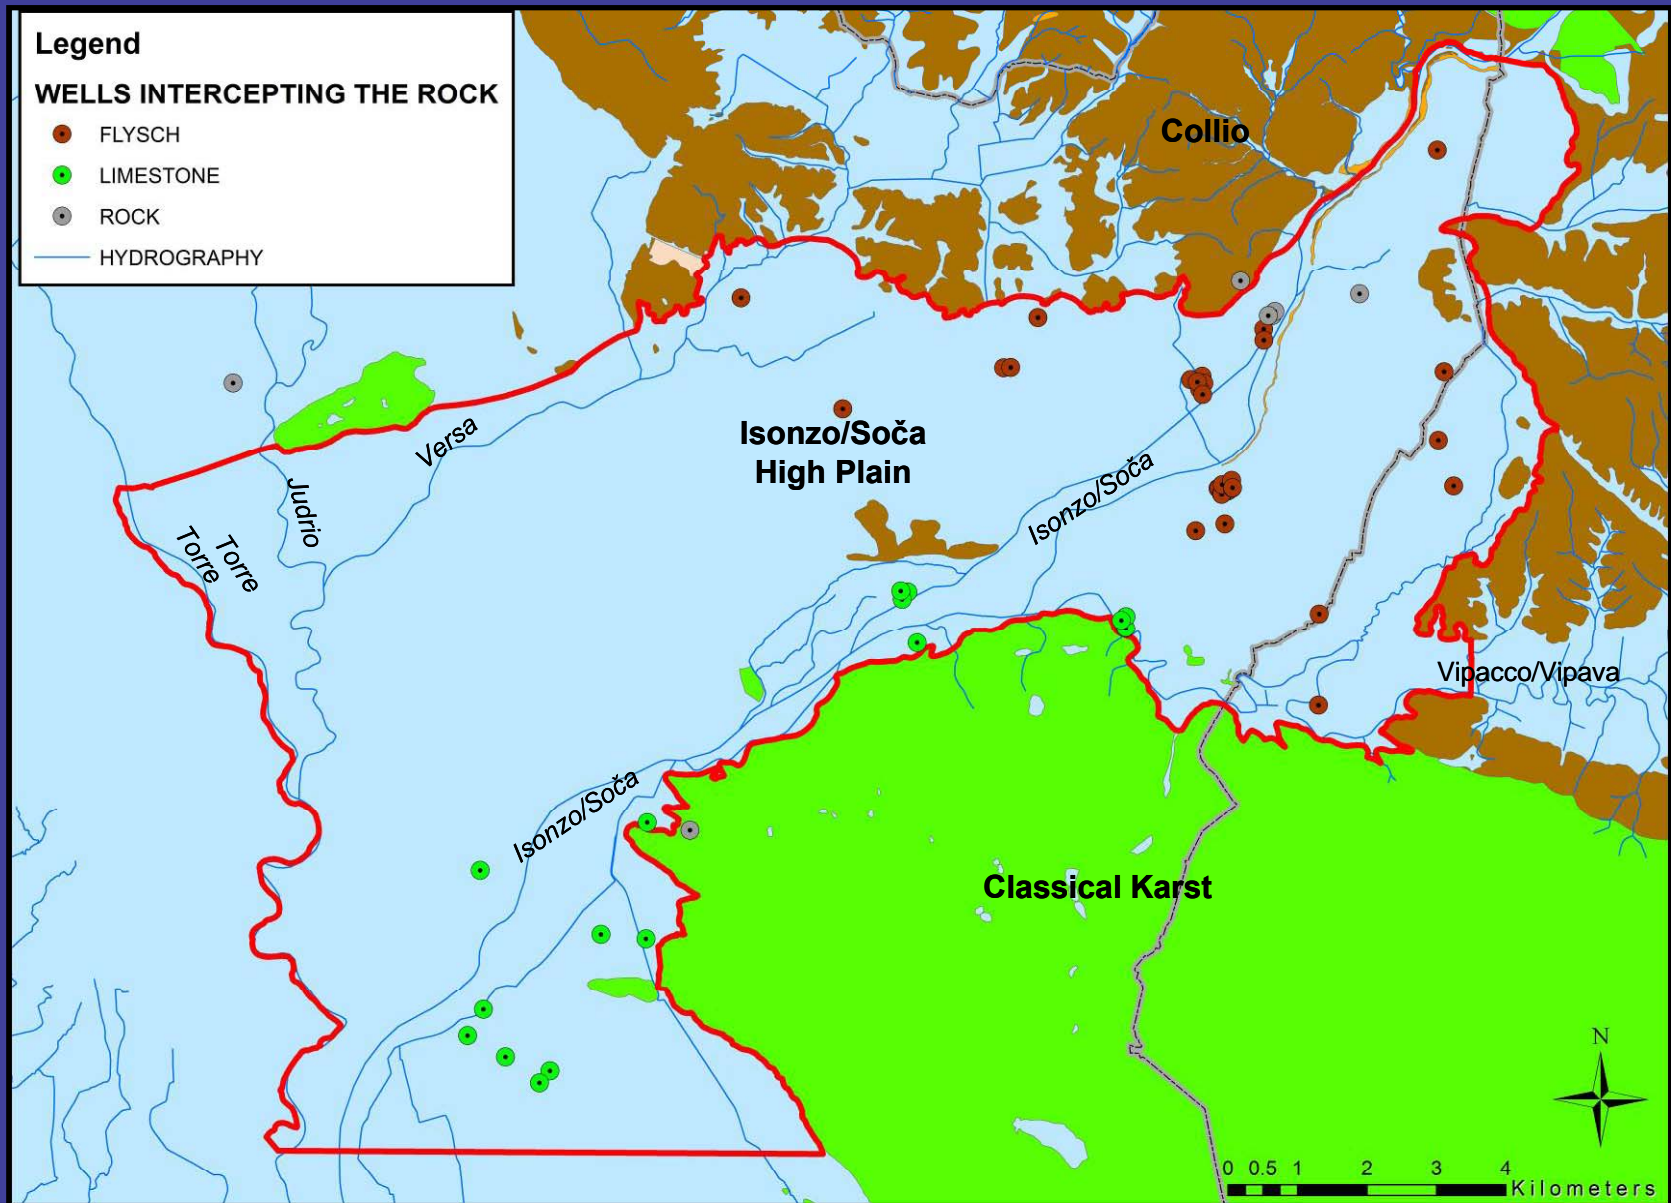 Legend
WELLS INTERCEPTING THE ROCK
FLYSCH
LIMESTONE
ROCK
HYDROGRAPHY
Collio
Isonzo/Soča
High Plain
Versa
Judrio
Torre
Torre
Isonzo/Soča
Vipacco/Vipava
Isonzo/Soča
Classical Karst
N
0 0.5 1 2 3 4
Kilometers